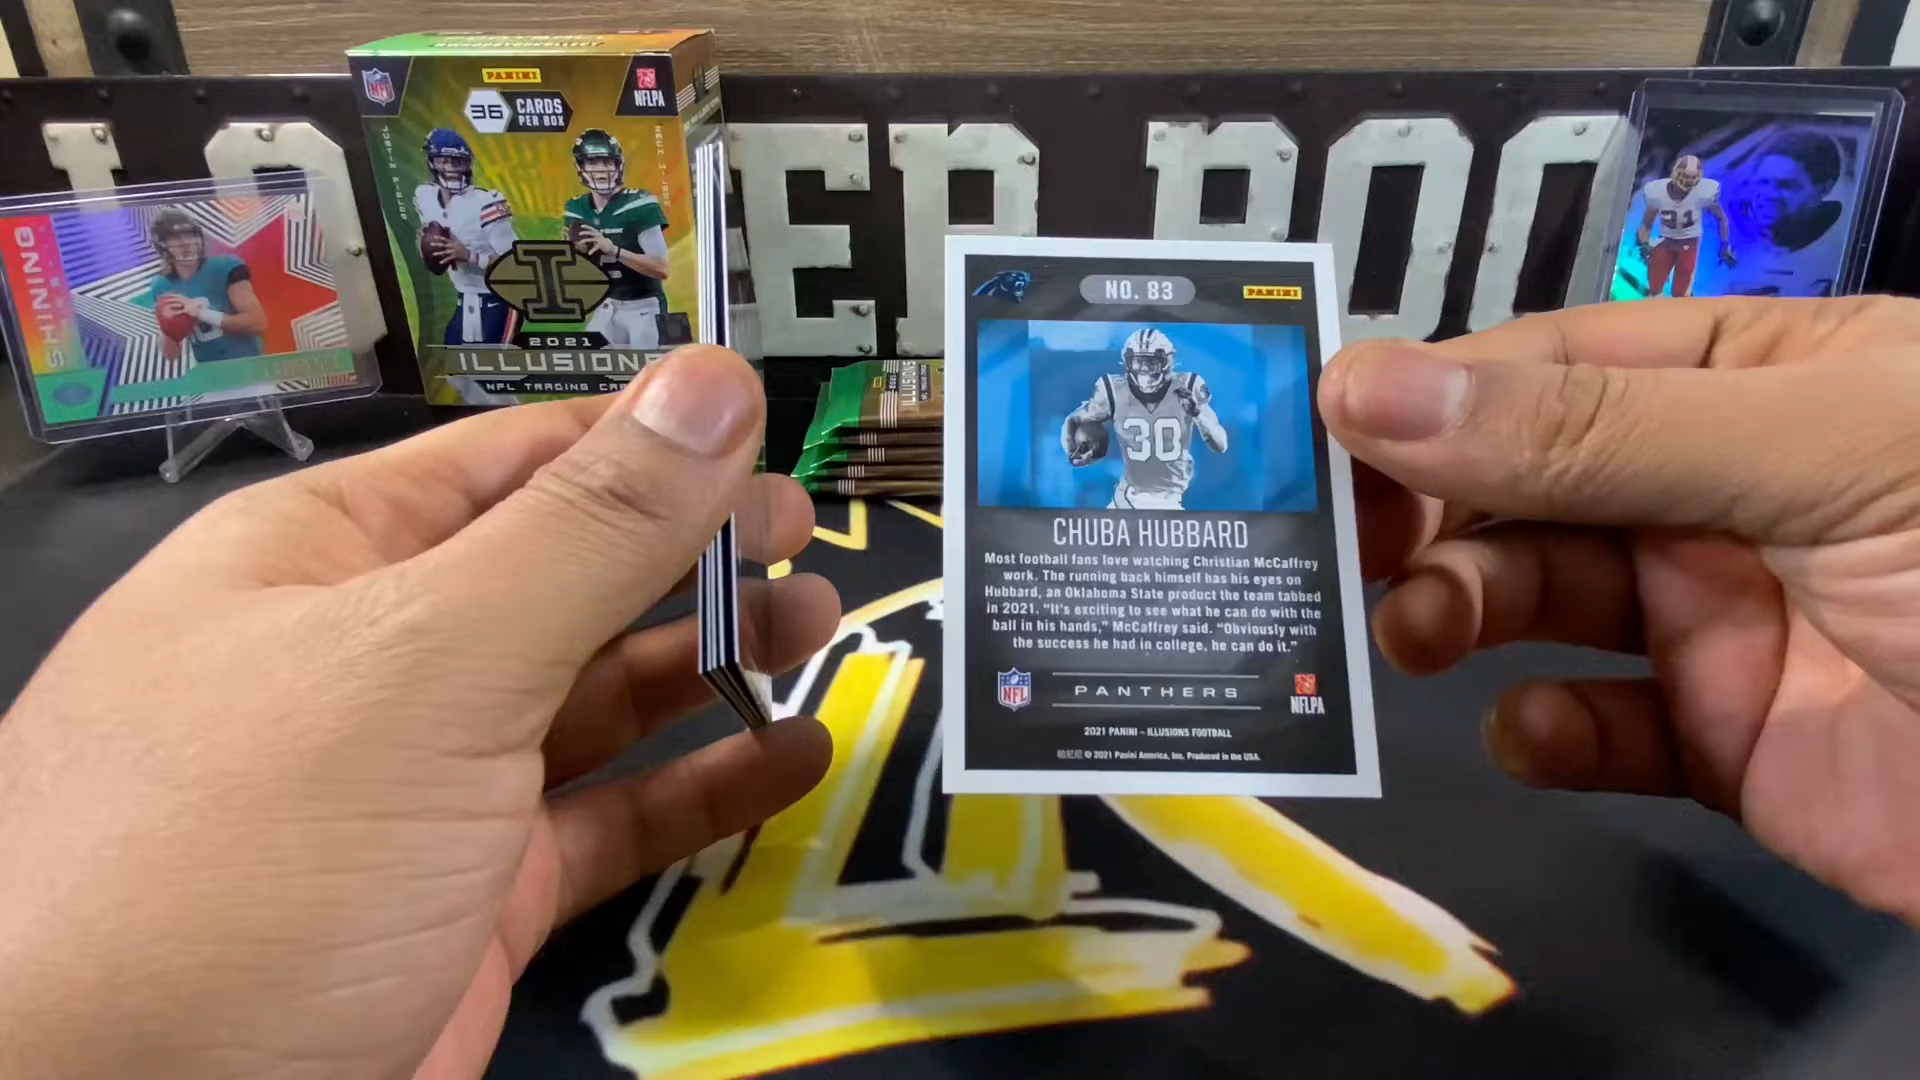 PANINI
36 CARDS
PER BOX
NFL
NFLPA
2021
ILLUSIONS
NFL TRADING
SHINING
ER ROO
21
NO. 83
PANINI
30
CHUBA HUBBARD
Most football fans love watching Christian McCaffrey
work. The running back himself has his eyes on
Hubbard, an Oklahoma State product the team tabbed
in 2021. “It's exciting to see what he can do with the
ball in his hands,” McCaffrey said. “Obviously with
the success he had in college, he can do it.”
NFL
PANTHERS
NFLPA
2021 PANINI – ILLUSIONS FOOTBALL
© 2021 Panini America, Inc. Produced in the USA.